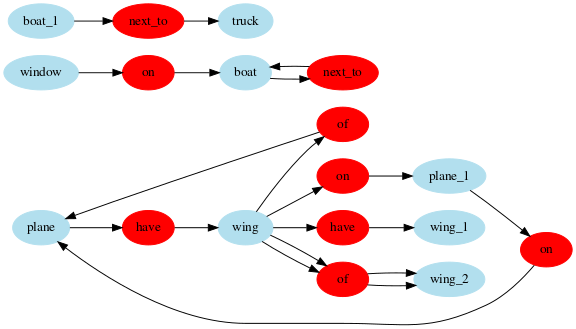 boat_1 next_to truck
window on boat next_to
of
on plane_1
plane have wing have wing_1
on
of wing_2